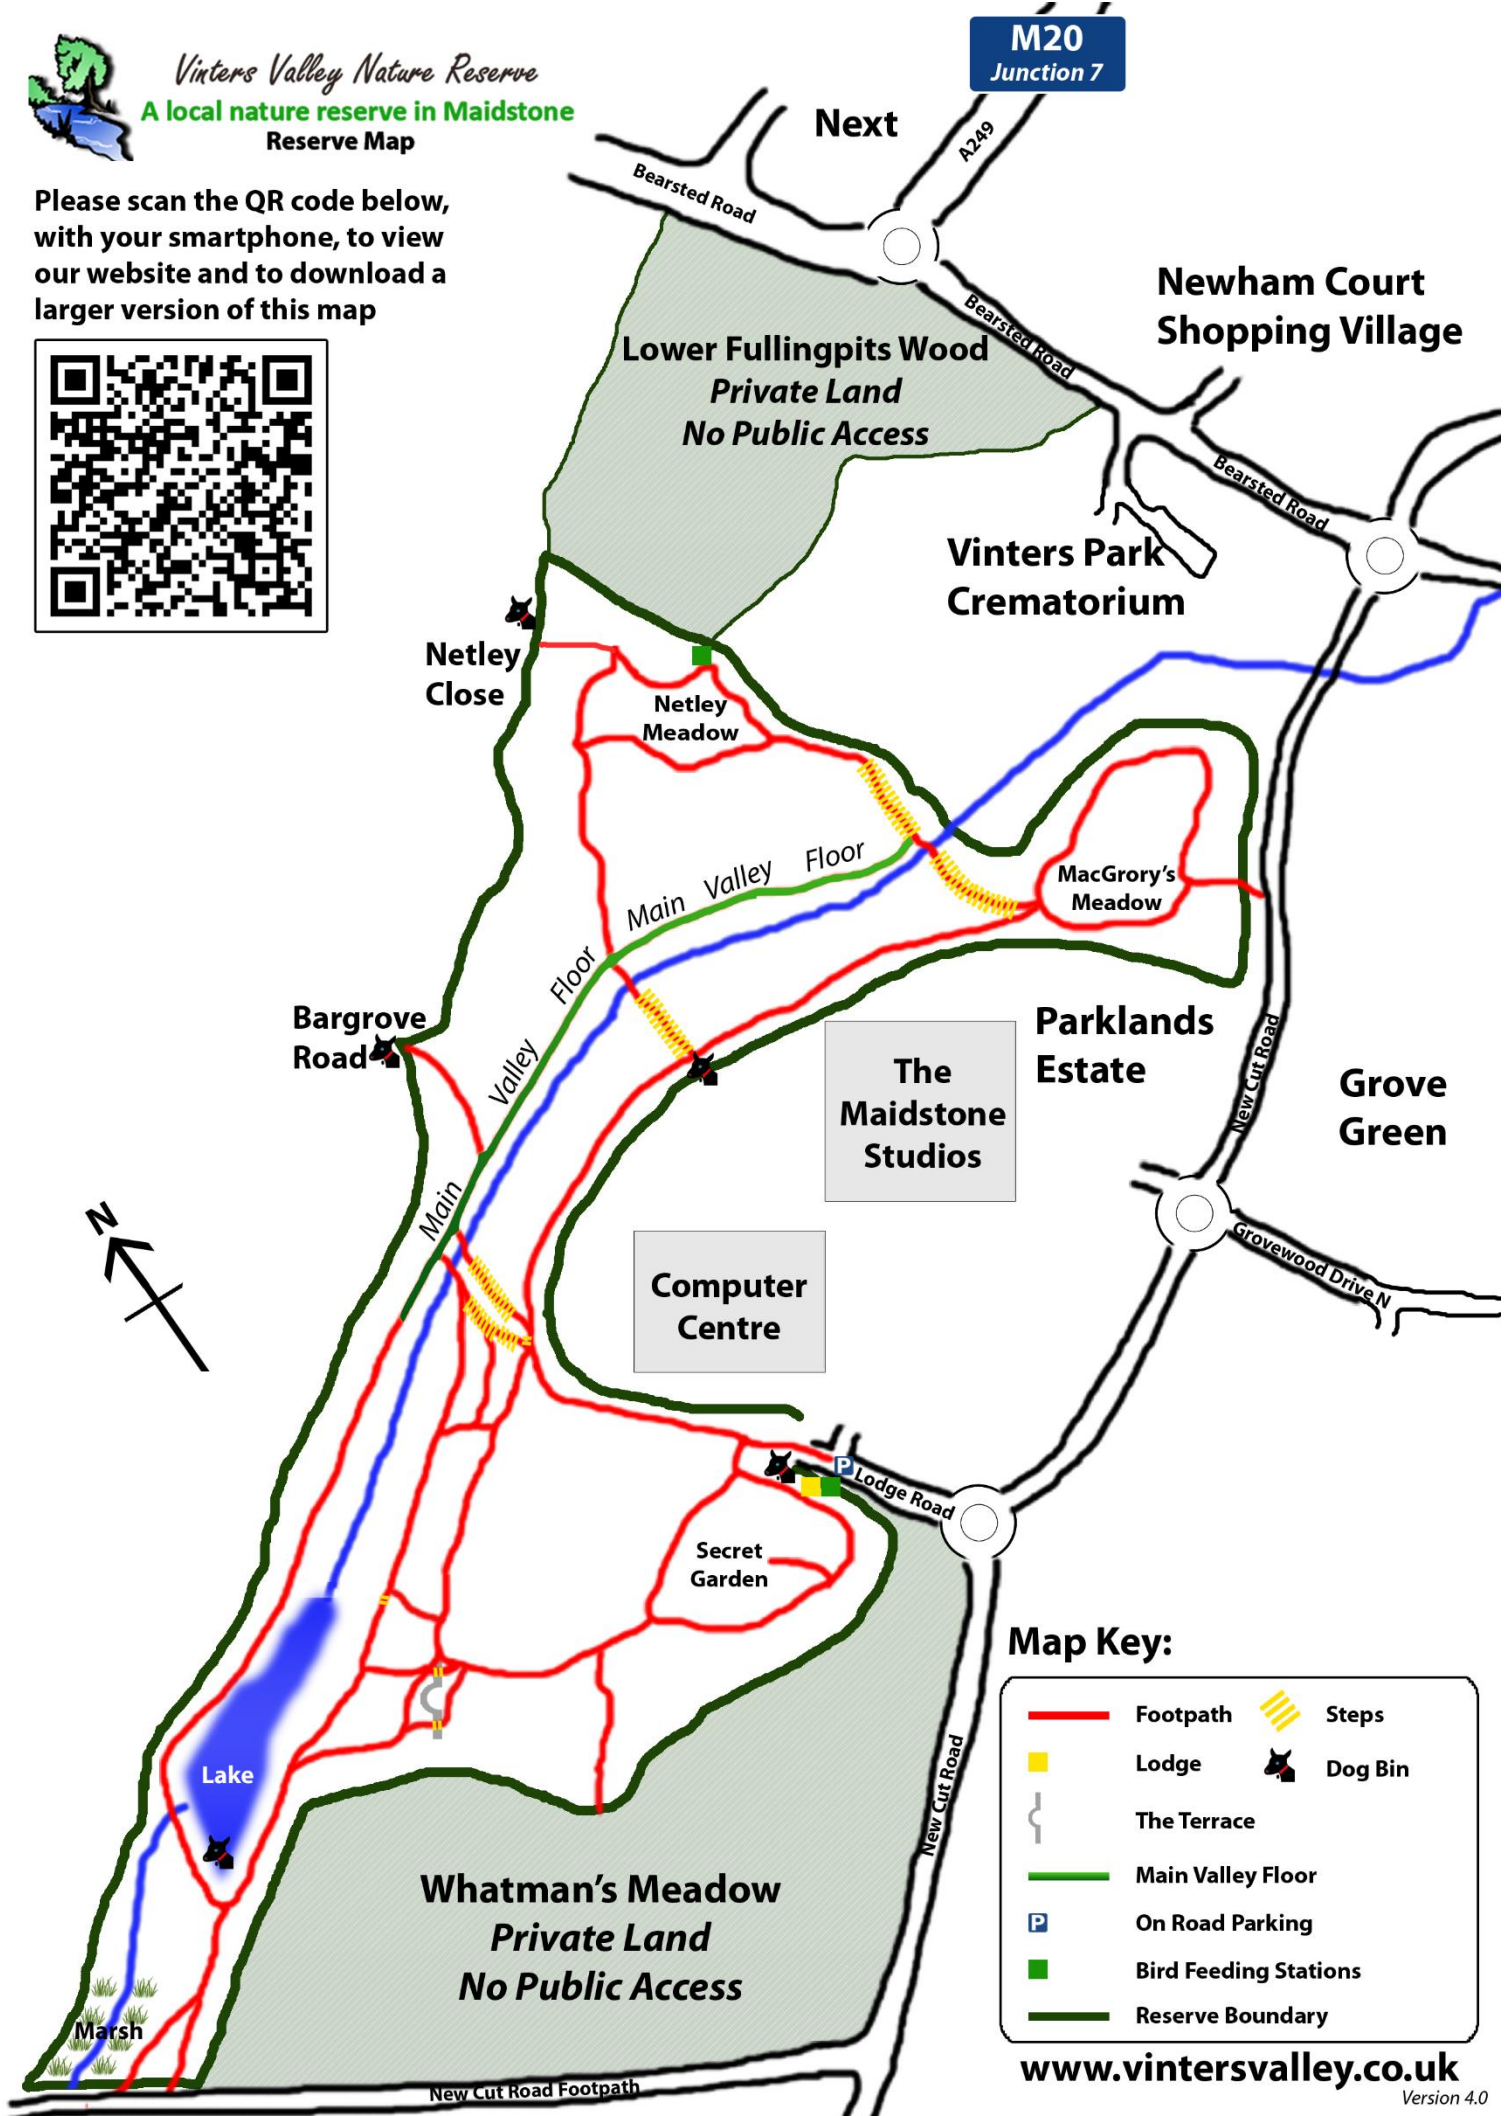 Vinters Valley Nature Reserve
A local nature reserve in Maidstone
Reserve Map
Please scan the QR code below,
with your smartphone, to view
our website and to download a
larger version of this map
M20
Junction 7
Next
A249
Bearsted Road
Bearsted Road
Newham Court
Shopping Village
Lower Fullingpits Wood
Private Land
No Public Access
Bearsted Road
Vinters Park
Crematorium
Netley
Close
Netley
Meadow
Main Valley Floor
MacGrory's
Meadow
Main Valley Floor
Bargrove
Road
The
Maidstone
Studios
Parklands
Estate
New Cut Road
Grove
Green
N
Computer
Centre
Grovewood Drive N
P
Lodge Road
Secret
Garden
Lake
New Cut Road
Whatman's Meadow
Private Land
No Public Access
Marsh
New Cut Road Footpath
Map Key:
Footpath
Steps
Lodge
Dog Bin
The Terrace
Main Valley Floor
P
On Road Parking
Bird Feeding Stations
Reserve Boundary
www.vintersvalley.co.uk
Version 4.0